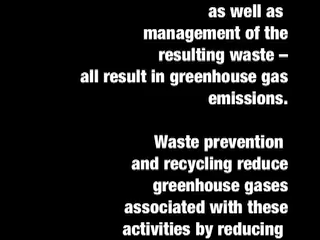 as well as
management of the
resulting waste –
all result in greenhouse gas
emissions.
Waste prevention
and recycling reduce
greenhouse gases
associated with these
activities by reducing